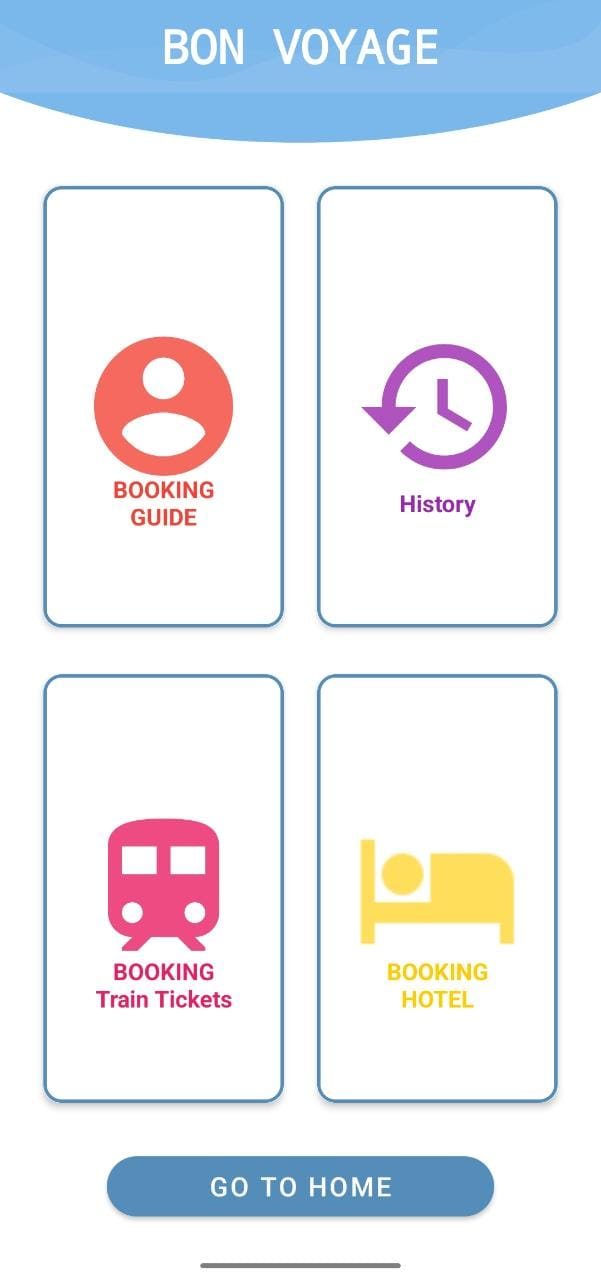 BON VOYAGE
BOOKING
GUIDE
History
BOOKING
Train Tickets
BOOKING
HOTEL
GO TO HOME